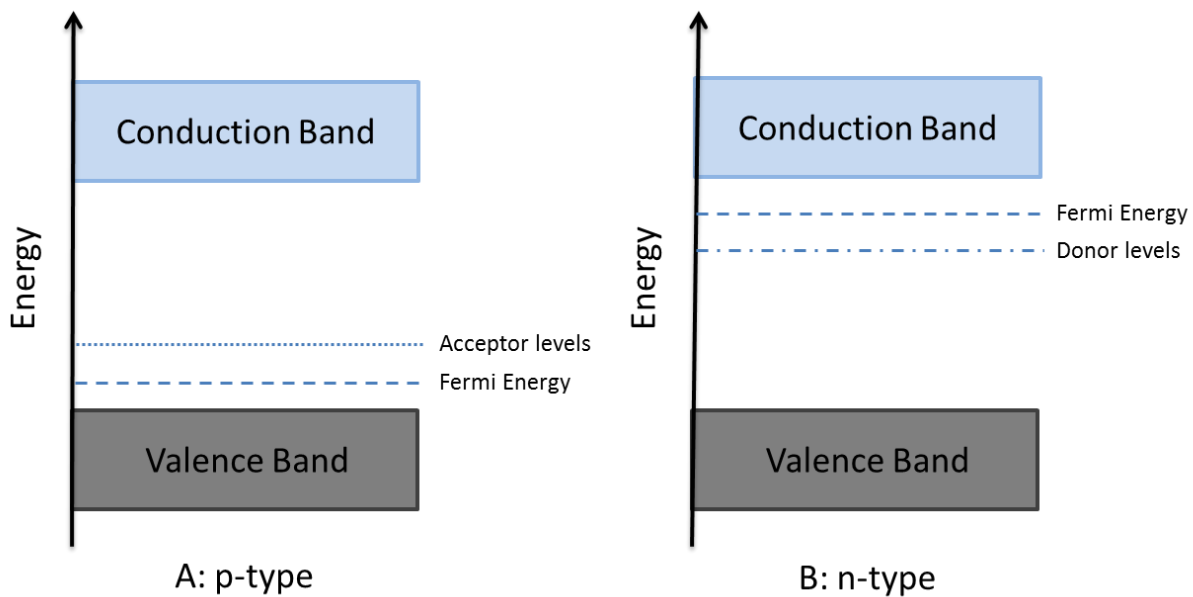 Energy
Conduction Band
Acceptor levels
Fermi Energy
Valence Band
A: p-type
Energy
Conduction Band
Fermi Energy
Donor levels
Valence Band
B: n-type